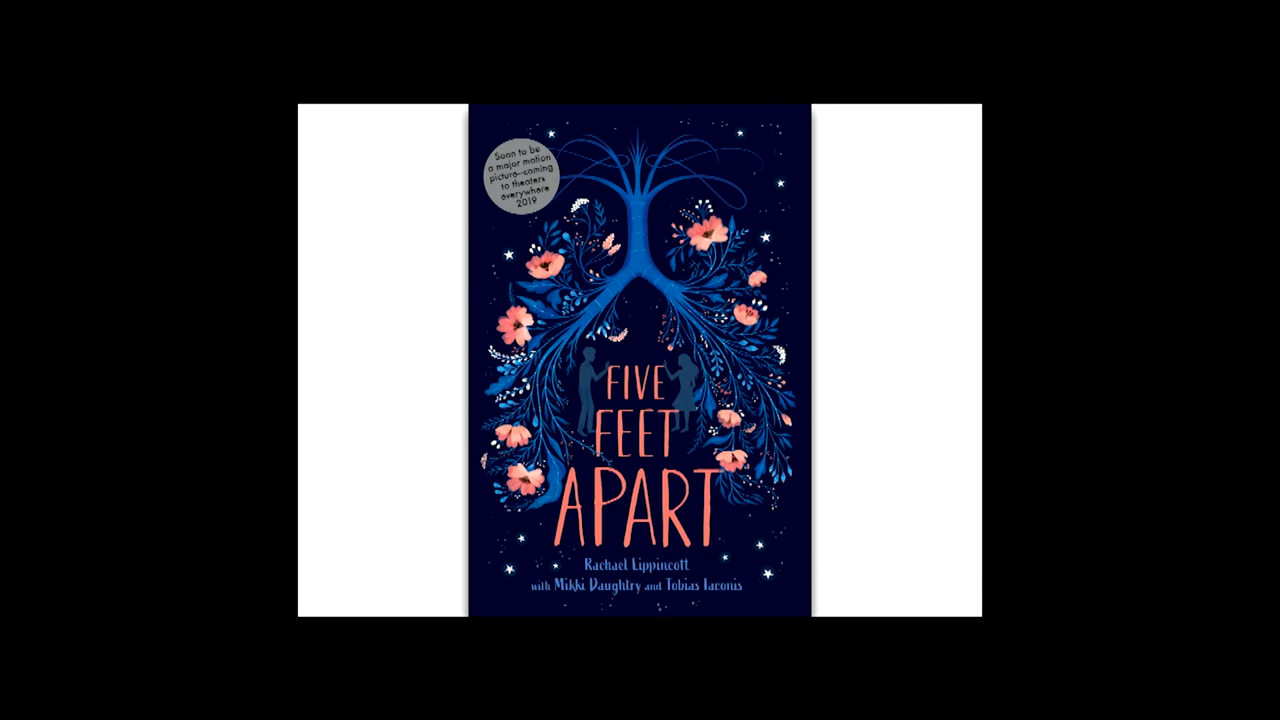 Soon to be
a major motion
picture—coming
to theaters
everywhere
2019
FIVE
FEET
APART
Rachael Lippincott
with Mikki Daughtry and Tobias Iaconis